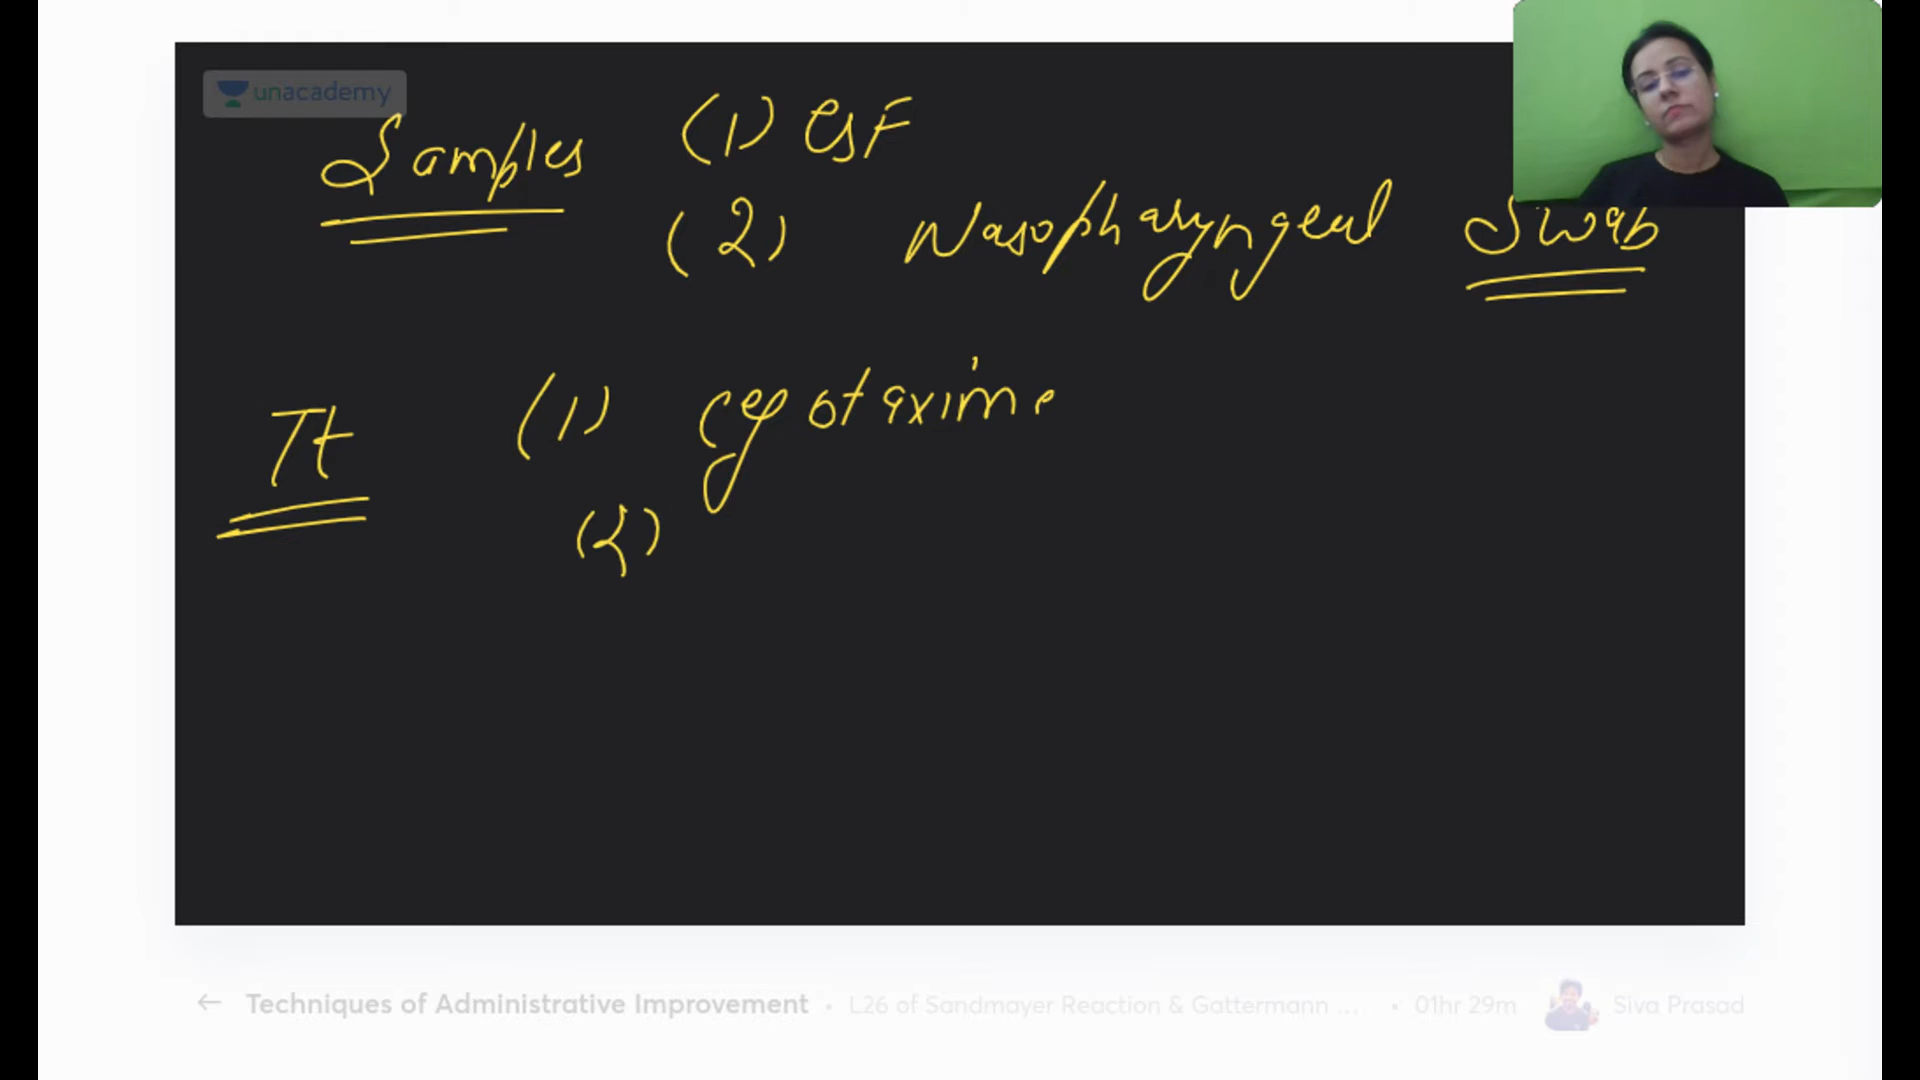 unacademy
Samples (1) CSF
(2) Nasopharyngeal Swab
Tt (1) Cefotaxime
(2)
← Techniques of Administrative Improvement • L26 of Sandmayer Reaction & Gattermann .... • 01hr 29m Siva Prasad